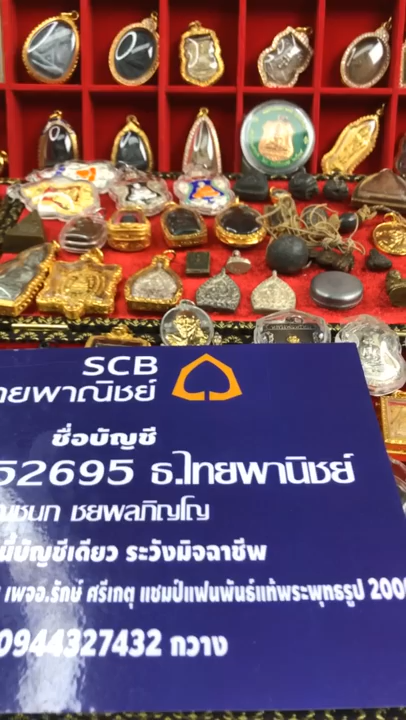 SCB
ไทยพาณิชย์
ชื่อบัญชี
52695 ธ.ไทยพานิชย์
ชยพลภิญโญ
นี้บัญชีเดียว ระวังมิจฉาชีพ
เพจอ.รักษ์ ศรีเกตุ แชมป์แฟนพันธุ์แท้พระพุทธรูป 200
0944327432 กวาง